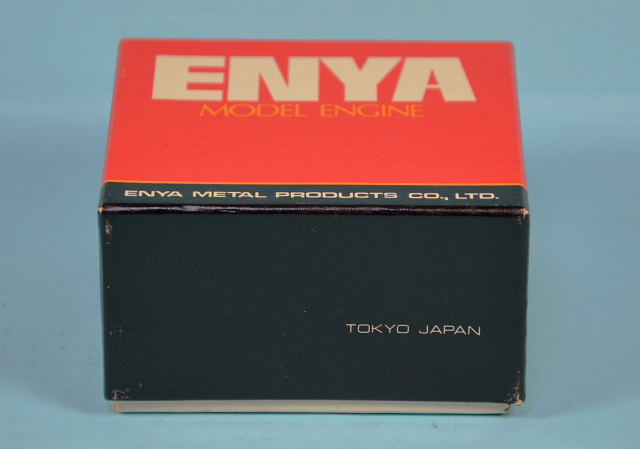 ENYA
MODEL ENGINE
ENYA METAL PRODUCTS CO., LTD.
TOKYO JAPAN